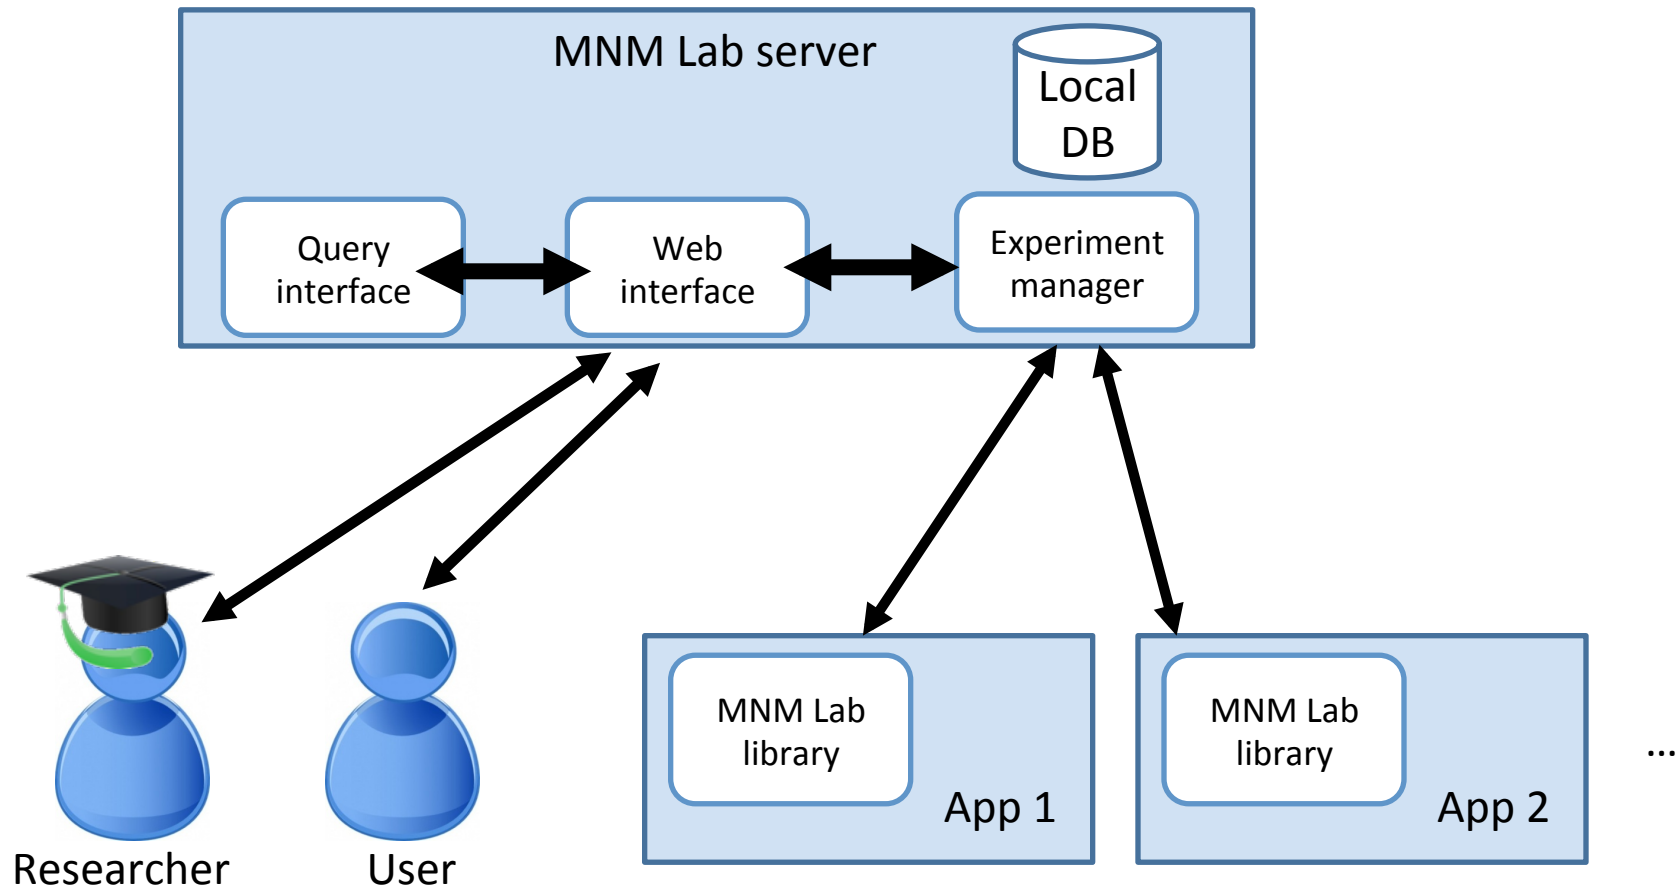 MNM Lab server
Local
DB
Query
interface
Web
interface
Experiment
manager
MNM Lab
library
App 1
MNM Lab
library
App 2
...
Researcher
User